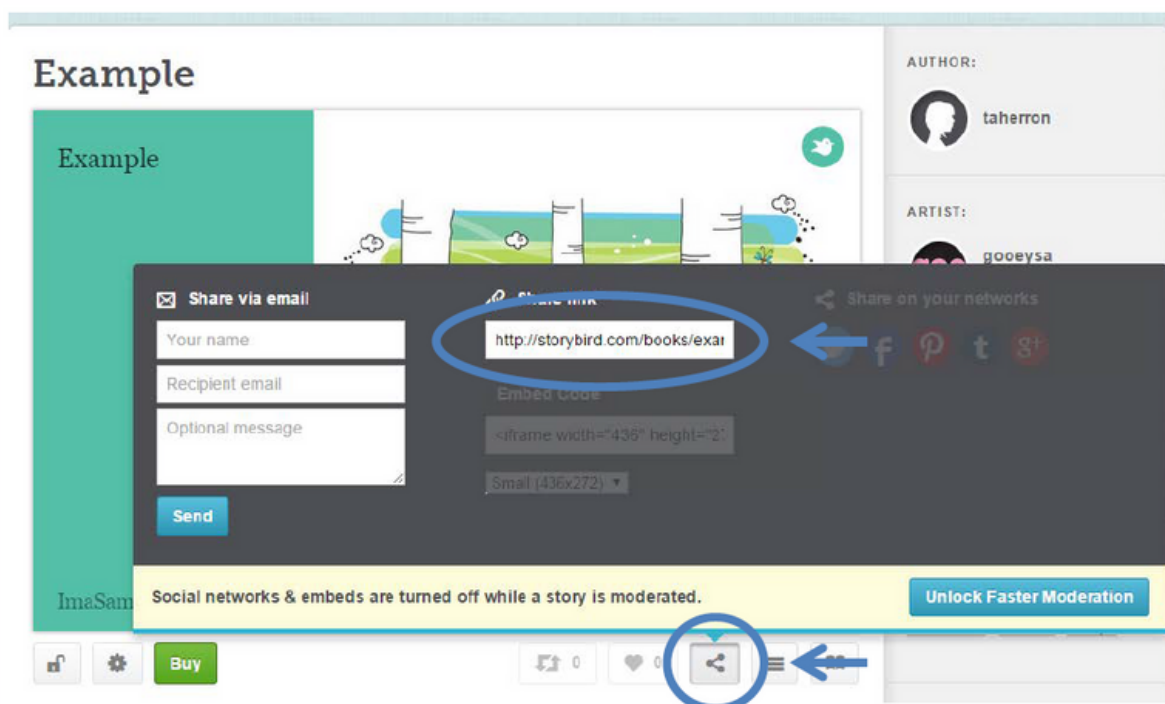 Example
AUTHOR:
taherron
Example
ARTIST:
gooeysa
Share via email
Share link
Share on your networks
Your name
http://storybird.com/books/exar
f
t
g+
Recipient email
Embed Code
Optional message
<iframe width="436" height="2
Small (436x272)
Send
ImaSam
Social networks & embeds are turned off while a story is moderated.
Unlock Faster Moderation
Buy
0
0